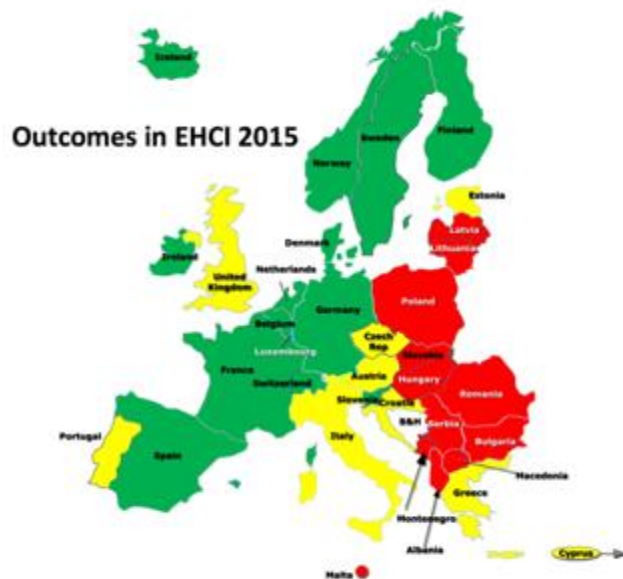 Iceland
Outcomes in EHCI 2015
Finland
Sweden
Norway
Estonia
Latvia
Lithuania
Denmark
Ireland
United
Kingdom
Netherlands
Poland
Germany
Belgium
Luxembourg
Czech
Rep
Slovakia
France
Austria
Hungary
Switzerland
Slovenia
Croatia
Romania
B&H
Serbia
Portugal
Spain
Italy
Bulgaria
Macedonia
Greece
Montenegro
Albania
Cyprus
Malta